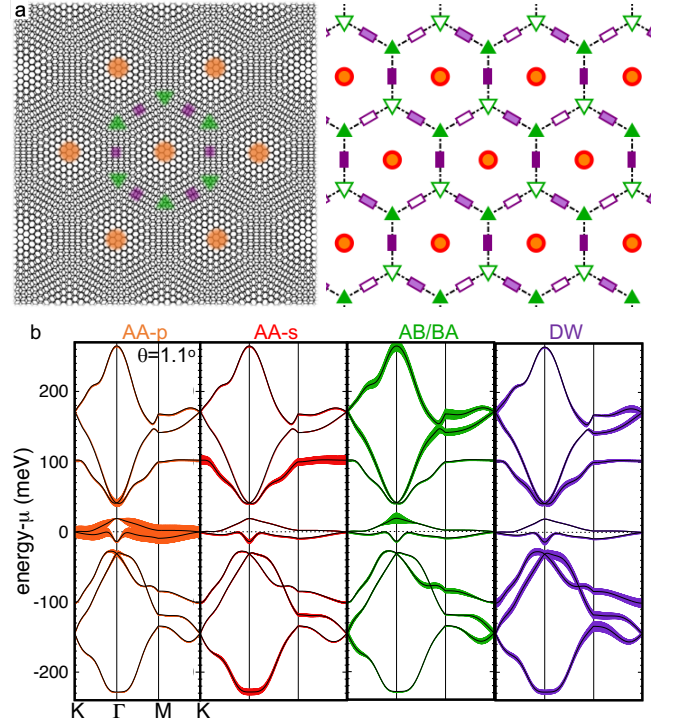 a
b
AA-p AA-s AB/BA DW
θ=1.1°
energy-μ (meV)
200
100
0
-100
-200
K Γ M K